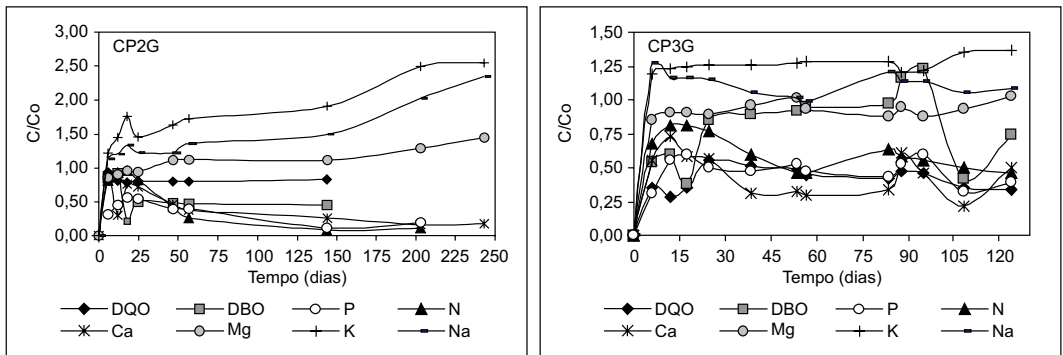 CP2G
C/Co
3,00
2,50
2,00
1,50
1,00
0,50
0,00
0 25 50 75 100 125 150 175 200 225 250
Tempo (dias)
DQO DBO P N
Ca Mg K Na
CP3G
C/Co
1,50
1,25
1,00
0,75
0,50
0,25
0,00
0 15 30 45 60 75 90 105 120
Tempo (dias)
DQO DBO P N
Ca Mg K Na